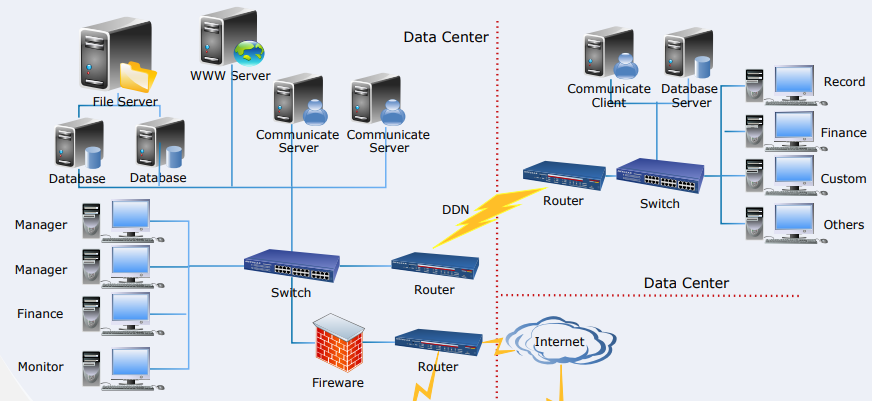 Data Center
File Server
WWW Server
Communicate
Server
Communicate
Server
Database
Database
Manager
Manager
Finance
Monitor
Switch
Router
DDN
Fireware
Router
Internet
Communicate
Client
Database
Server
Record
Finance
Custom
Others
Router
Switch
Data Center